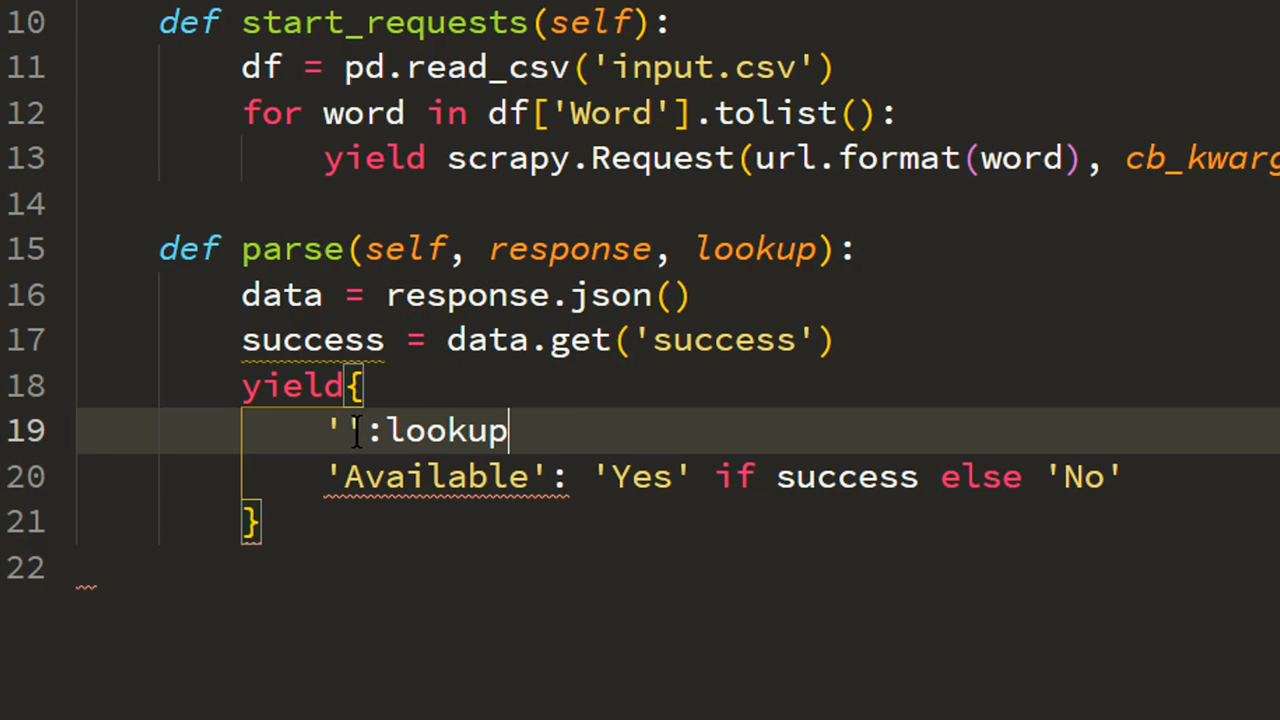 10 def start_requests(self):
11 df = pd.read_csv('input.csv')
12 for word in df['Word'].tolist():
13 yield scrapy.Request(url.format(word), cb_kwarg
14
15 def parse(self, response, lookup):
16 data = response.json()
17 success = data.get('success')
18 yield{
19 '':lookup
20 'Available': 'Yes' if success else 'No'
21 }
22